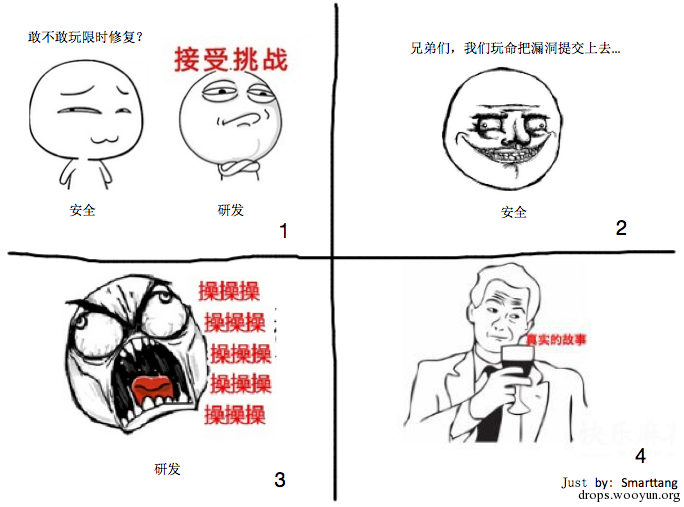 敢不敢玩限时修复？
接受挑战
安全
研发
1
兄弟们，我们玩命把漏洞提交上去…
安全
2
操操操
操操操
操操操
操操操
操操操
研发
3
真实的故事
4
Just by: Smarttang
drops.wooyun.org